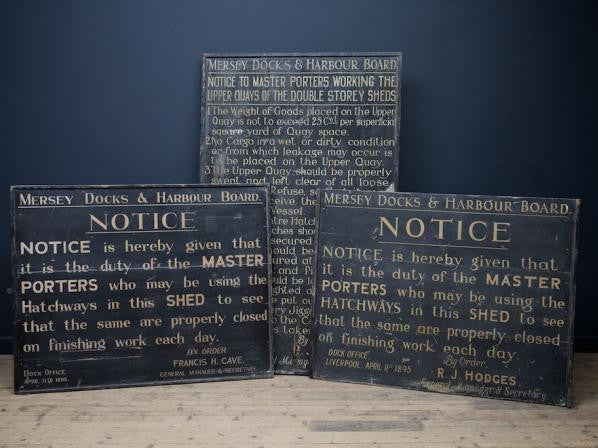 MERSEY DOCKS & HARBOUR BOARD
NOTICE TO MASTER PORTERS WORKING THE
UPPER QUAYS OF THE DOUBLE STOREY SHEDS
1. The Weight of Goods placed on the Upper
Quay is not to exceed 25 Cwt per superficial
square yard of Quay space.
2. No Cargo in a wet, or dirty condition
or from which leakage may occur is
to be placed on the Upper Quay.
3. The Upper Quay should be properly
swept and left clear of all loose
Refuse,
Vessel.
MERSEY DOCKS & HARBOUR BOARD.
NOTICE
NOTICE is hereby given that
it is the duty of the MASTER
PORTERS who may be using the
Hatchways in this SHED to see
that the same are properly closed
on finishing work each day.
BY ORDER
FRANCIS H. CAVE,
GENERAL MANAGER & SECRETARY
DOCK OFFICE
MERSEY DOCKS & HARBOUR BOARD
NOTICE
NOTICE is hereby given that
it is the duty of the MASTER
PORTERS who may be using the
HATCHWAYS in this SHED to see
that the same are properly closed
on finishing work each day.
By Order.
DOCK OFFICE
LIVERPOOL. APRIL 11TH 1895
R. J. HODGES
General Manager & Secretary